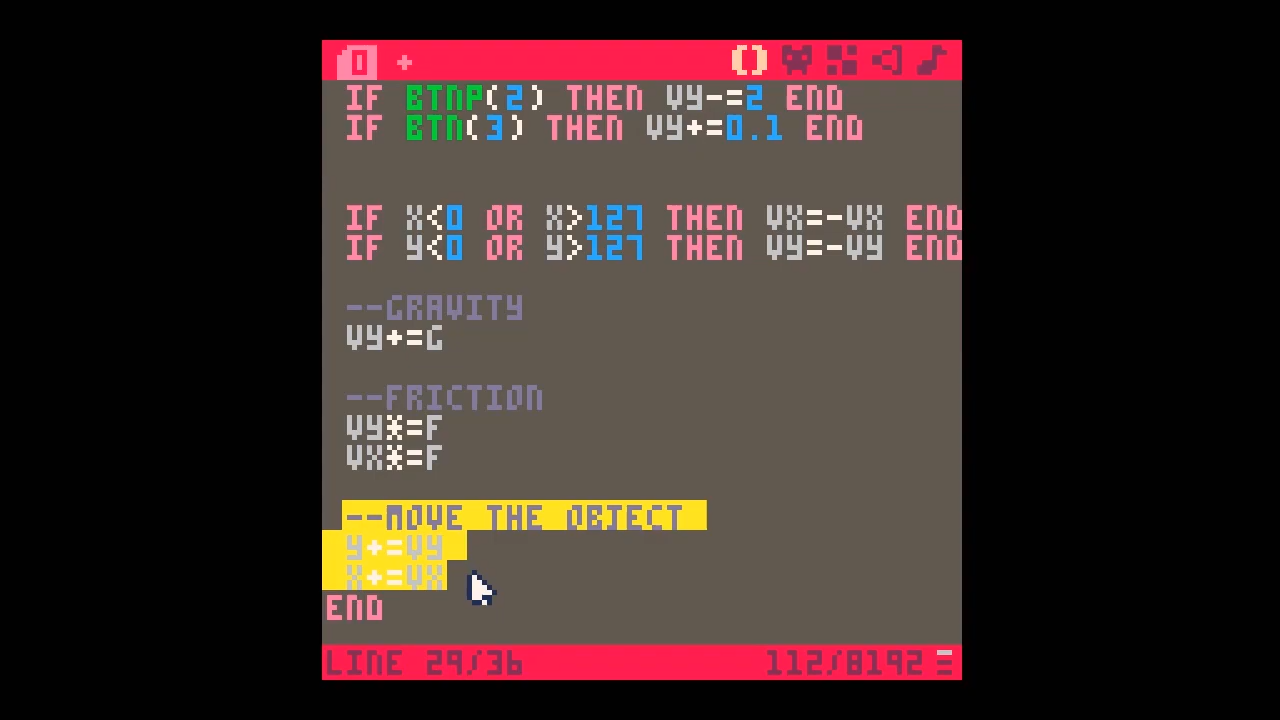 0 +
IF BTNP(2) THEN VY-=2 END
IF BTN(3) THEN VY+=0.1 END
IF X<0 OR X>127 THEN VX=-VX END
IF Y<0 OR Y>127 THEN VY=-VY END
--GRAVITY
VY+=G
--FRICTION
VY*=F
VX*=F
--MOVE THE OBJECT
Y+=VY
X+=VX
END
LINE 29/36 112/8192